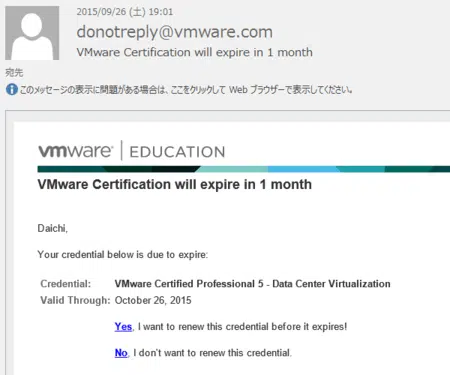 2015/09/26 (土) 19:01
donotreply@vmware.com
VMware Certification will expire in 1 month
宛先
このメッセージの表示に問題がある場合は、ここをクリックして Web ブラウザーで表示してください。
vmware | EDUCATION
VMware Certification will expire in 1 month
Daichi,
Your credential below is due to expire:
Credential: VMware Certified Professional 5 - Data Center Virtualization
Valid Through: October 26, 2015
Yes, I want to renew this credential before it expires!
No, I don't want to renew this credential.